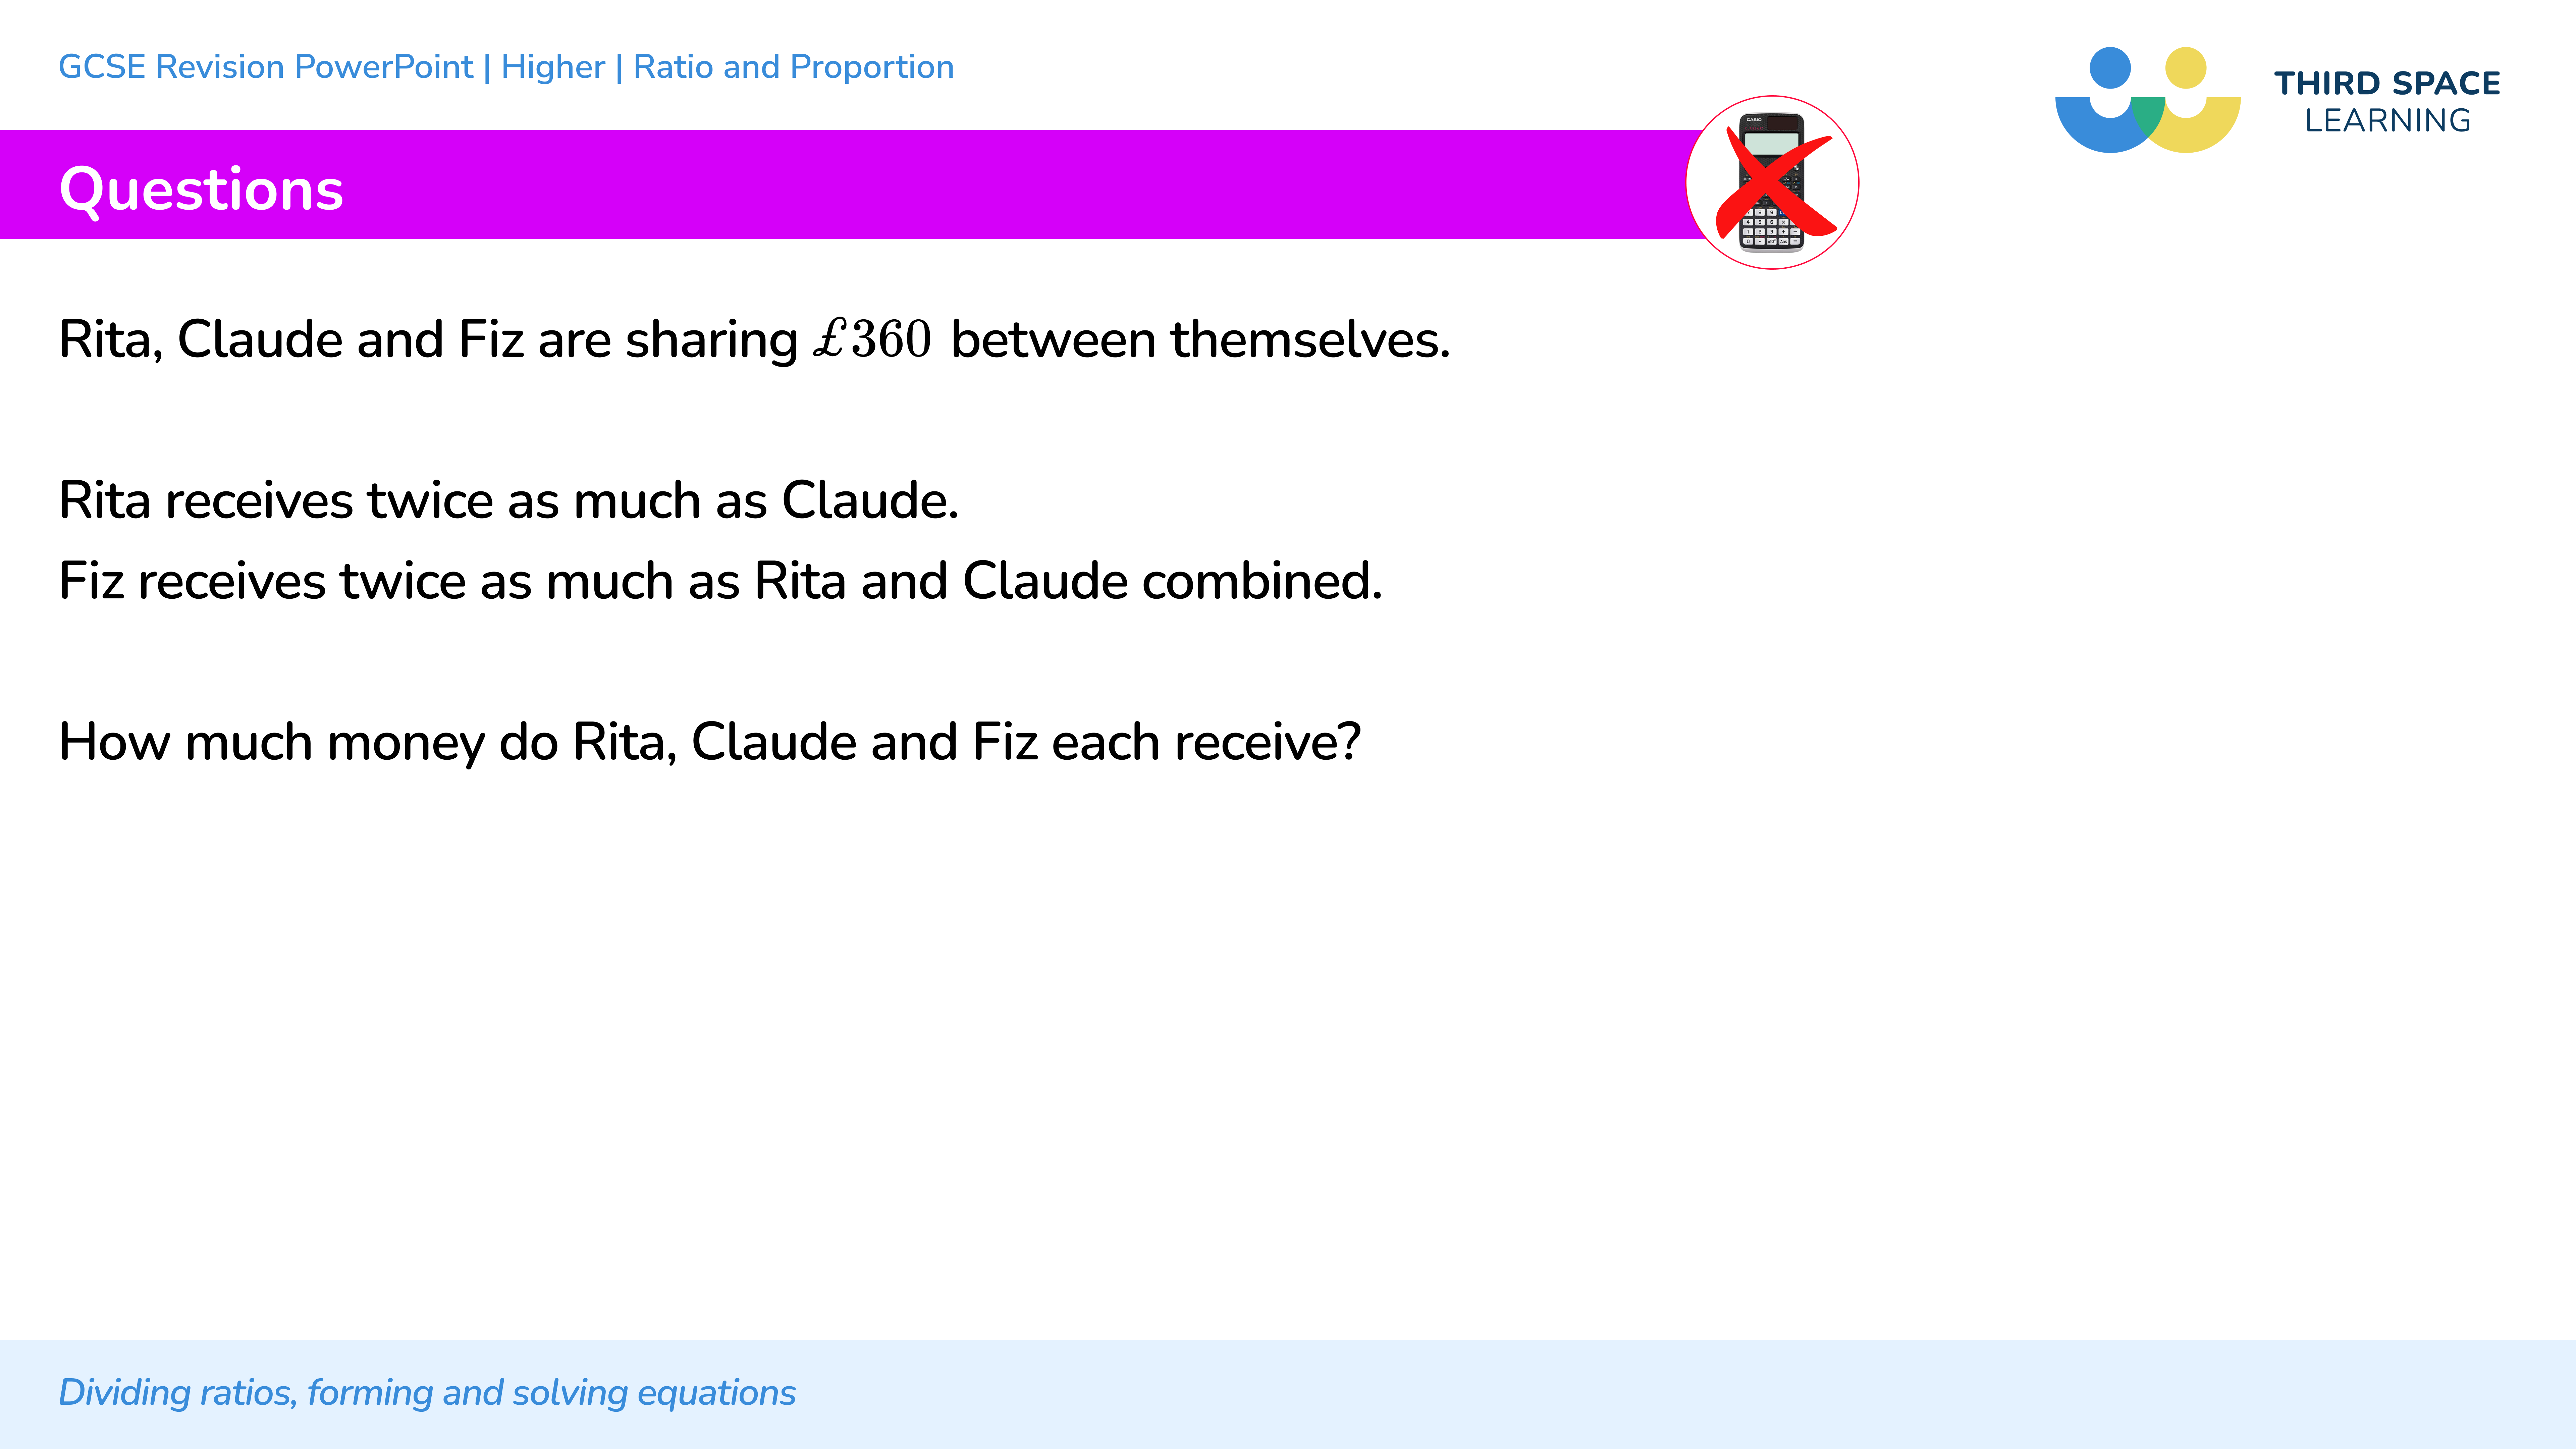 GCSE Revision PowerPoint | Higher | Ratio and Proportion
THIRD SPACE
LEARNING
Questions
CASIO
Rita, Claude and Fiz are sharing £360 between themselves.
Rita receives twice as much as Claude.
Fiz receives twice as much as Rita and Claude combined.
How much money do Rita, Claude and Fiz each receive?
Dividing ratios, forming and solving equations